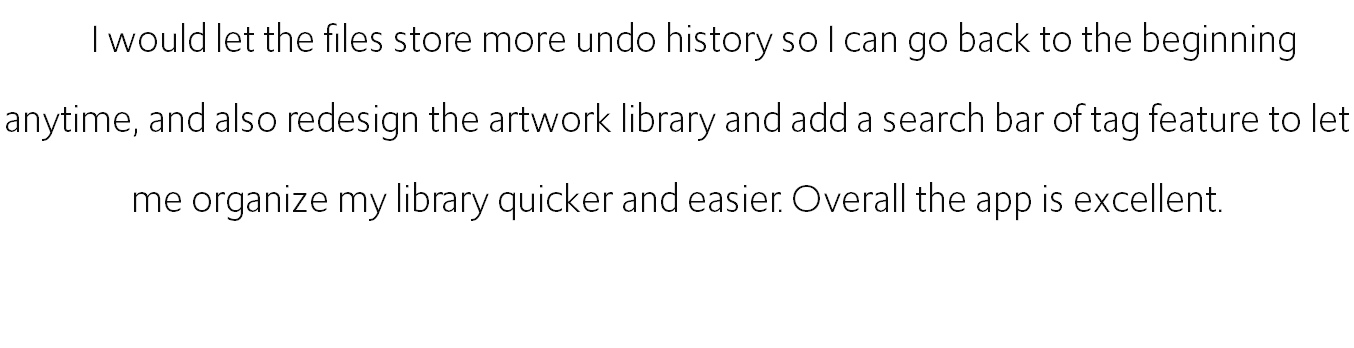 I would let the files store more undo history so I can go back to the beginning
anytime, and also redesign the artwork library and add a search bar of tag feature to let
me organize my library quicker and easier. Overall the app is excellent.